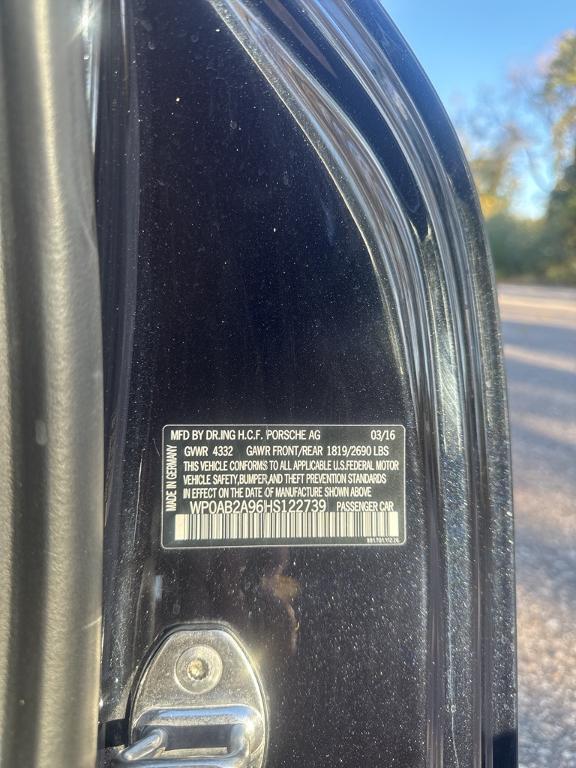 MFD BY DR.ING H.C.F. PORSCHE AG 03/16
GVWR 4332 GAWR FRONT/REAR 1819/2690 LBS
THIS VEHICLE CONFORMS TO ALL APPLICABLE U.S.FEDERAL MOTOR
VEHICLE SAFETY,BUMPER,AND THEFT PREVENTION STANDARDS
IN EFFECT ON THE DATE OF MANUFACTURE SHOWN ABOVE
WP0AB2A96HS122739 PASSENGER CAR
MADE IN GERMANY